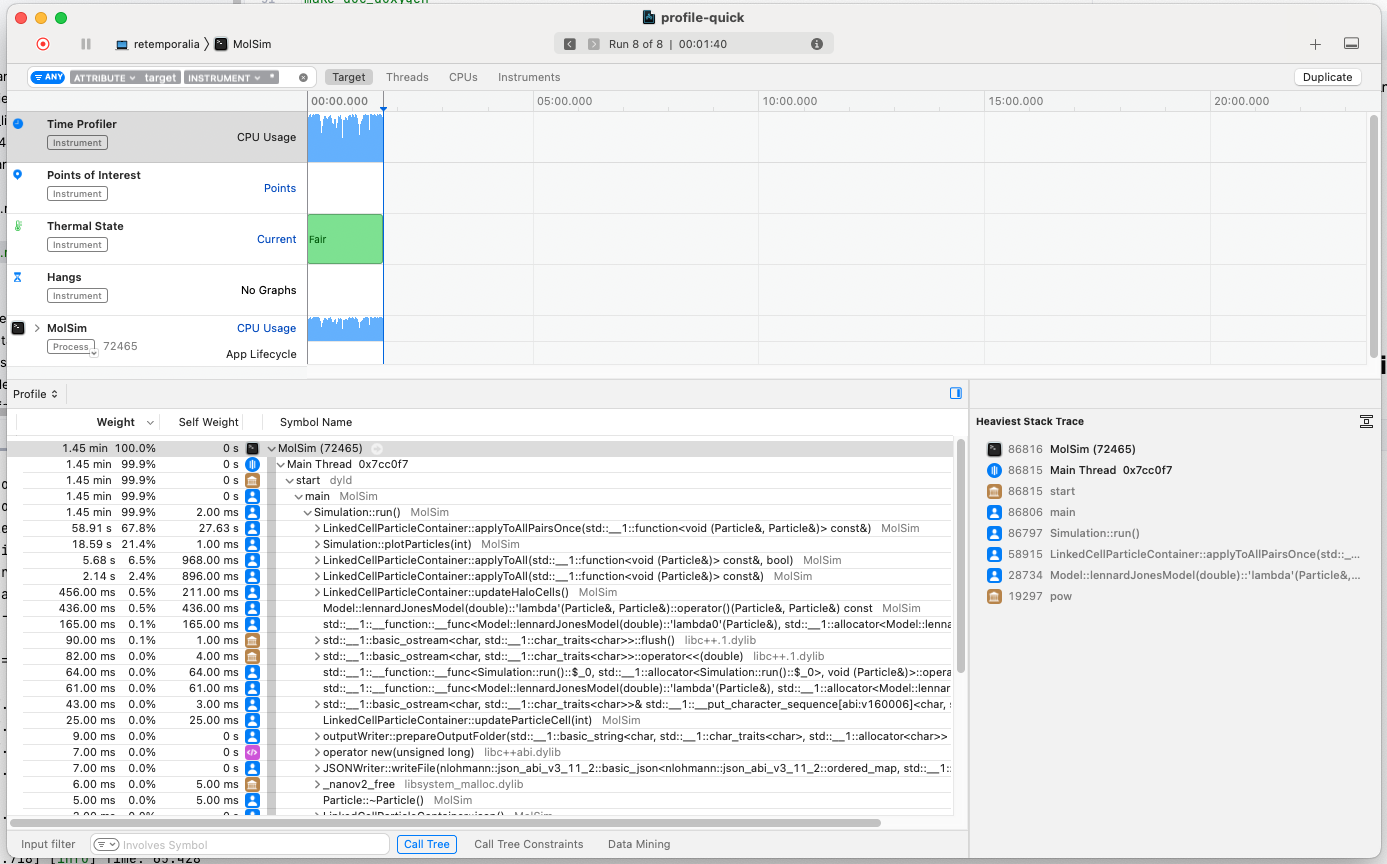 profile-quick
retemporalia 〉 MolSim
Run 8 of 8 | 00:01:40
ANY ATTRIBUTE target INSTRUMENT *
Target Threads CPUs Instruments
Duplicate
00:00.000 05:00.000 10:00.000 15:00.000 20:00.000
Time Profiler
Instrument
CPU Usage
Points of Interest
Instrument
Points
Thermal State
Instrument
Current
Fair
Hangs
Instrument
No Graphs
MolSim
Process 72465
CPU Usage
App Lifecycle
Profile
Weight Self Weight Symbol Name
1.45 min 100.0% 0 s MolSim (72465)
1.45 min 99.9% 0 s Main Thread 0x7cc0f7
1.45 min 99.9% 0 s start dyld
1.45 min 99.9% 0 s main MolSim
1.45 min 99.9% 2.00 ms Simulation::run() MolSim
58.91 s 67.8% 27.63 s LinkedCellParticleContainer::applyToAllPairsOnce(std::__1::function<void (Particle&, Particle&)> const&) MolSim
18.59 s 21.4% 1.00 ms Simulation::plotParticles(int) MolSim
5.68 s 6.5% 968.00 ms LinkedCellParticleContainer::applyToAll(std::__1::function<void (Particle&)> const&, bool) MolSim
2.14 s 2.4% 896.00 ms LinkedCellParticleContainer::applyToAll(std::__1::function<void (Particle&)> const&) MolSim
456.00 ms 0.5% 211.00 ms LinkedCellParticleContainer::updateHaloCells() MolSim
436.00 ms 0.5% 436.00 ms Model::lennardJonesModel(double)::'lambda'(Particle&, Particle&)::operator()(Particle&, Particle&) const MolSim
165.00 ms 0.1% 165.00 ms std::__1::__function::__func<Model::lennardJonesModel(double)::'lambda0'(Particle&), std::__1::allocator<Model::lenna
90.00 ms 0.1% 1.00 ms std::__1::basic_ostream<char, std::__1::char_traits<char>>::flush() libc++.1.dylib
82.00 ms 0.0% 4.00 ms std::__1::basic_ostream<char, std::__1::char_traits<char>>::operator<<(double) libc++.1.dylib
64.00 ms 0.0% 64.00 ms std::__1::__function::__func<Simulation::run()::$_0, std::__1::allocator<Simulation::run()::$_0>, void (Particle&)>::opera
61.00 ms 0.0% 61.00 ms std::__1::__function::__func<Model::lennardJonesModel(double)::'lambda'(Particle&), std::__1::allocator<Model::lennar
43.00 ms 0.0% 3.00 ms std::__1::basic_ostream<char, std::__1::char_traits<char>>& std::__1::__put_character_sequence[abi:v160006]<char, s
25.00 ms 0.0% 25.00 ms LinkedCellParticleContainer::updateParticleCell(int) MolSim
9.00 ms 0.0% 0 s outputWriter::prepareOutputFolder(std::__1::basic_string<char, std::__1::char_traits<char>, std::__1::allocator<char>>
7.00 ms 0.0% 0 s operator new(unsigned long) libc++abi.dylib
7.00 ms 0.0% 0 s JSONWriter::writeFile(nlohmann::json_abi_v3_11_2::basic_json<nlohmann::json_abi_v3_11_2::ordered_map, std::__1:
6.00 ms 0.0% 5.00 ms _nanov2_free libsystem_malloc.dylib
5.00 ms 0.0% 5.00 ms Particle::~Particle() MolSim
Heaviest Stack Trace
86816 MolSim (72465)
86815 Main Thread 0x7cc0f7
86815 start
86806 main
86797 Simulation::run()
58915 LinkedCellParticleContainer::applyToAllPairsOnce(std::_...
28734 Model::lennardJonesModel(double)::'lambda'(Particle&,...
19297 pow
Input filter Involves Symbol Call Tree Call Tree Constraints Data Mining